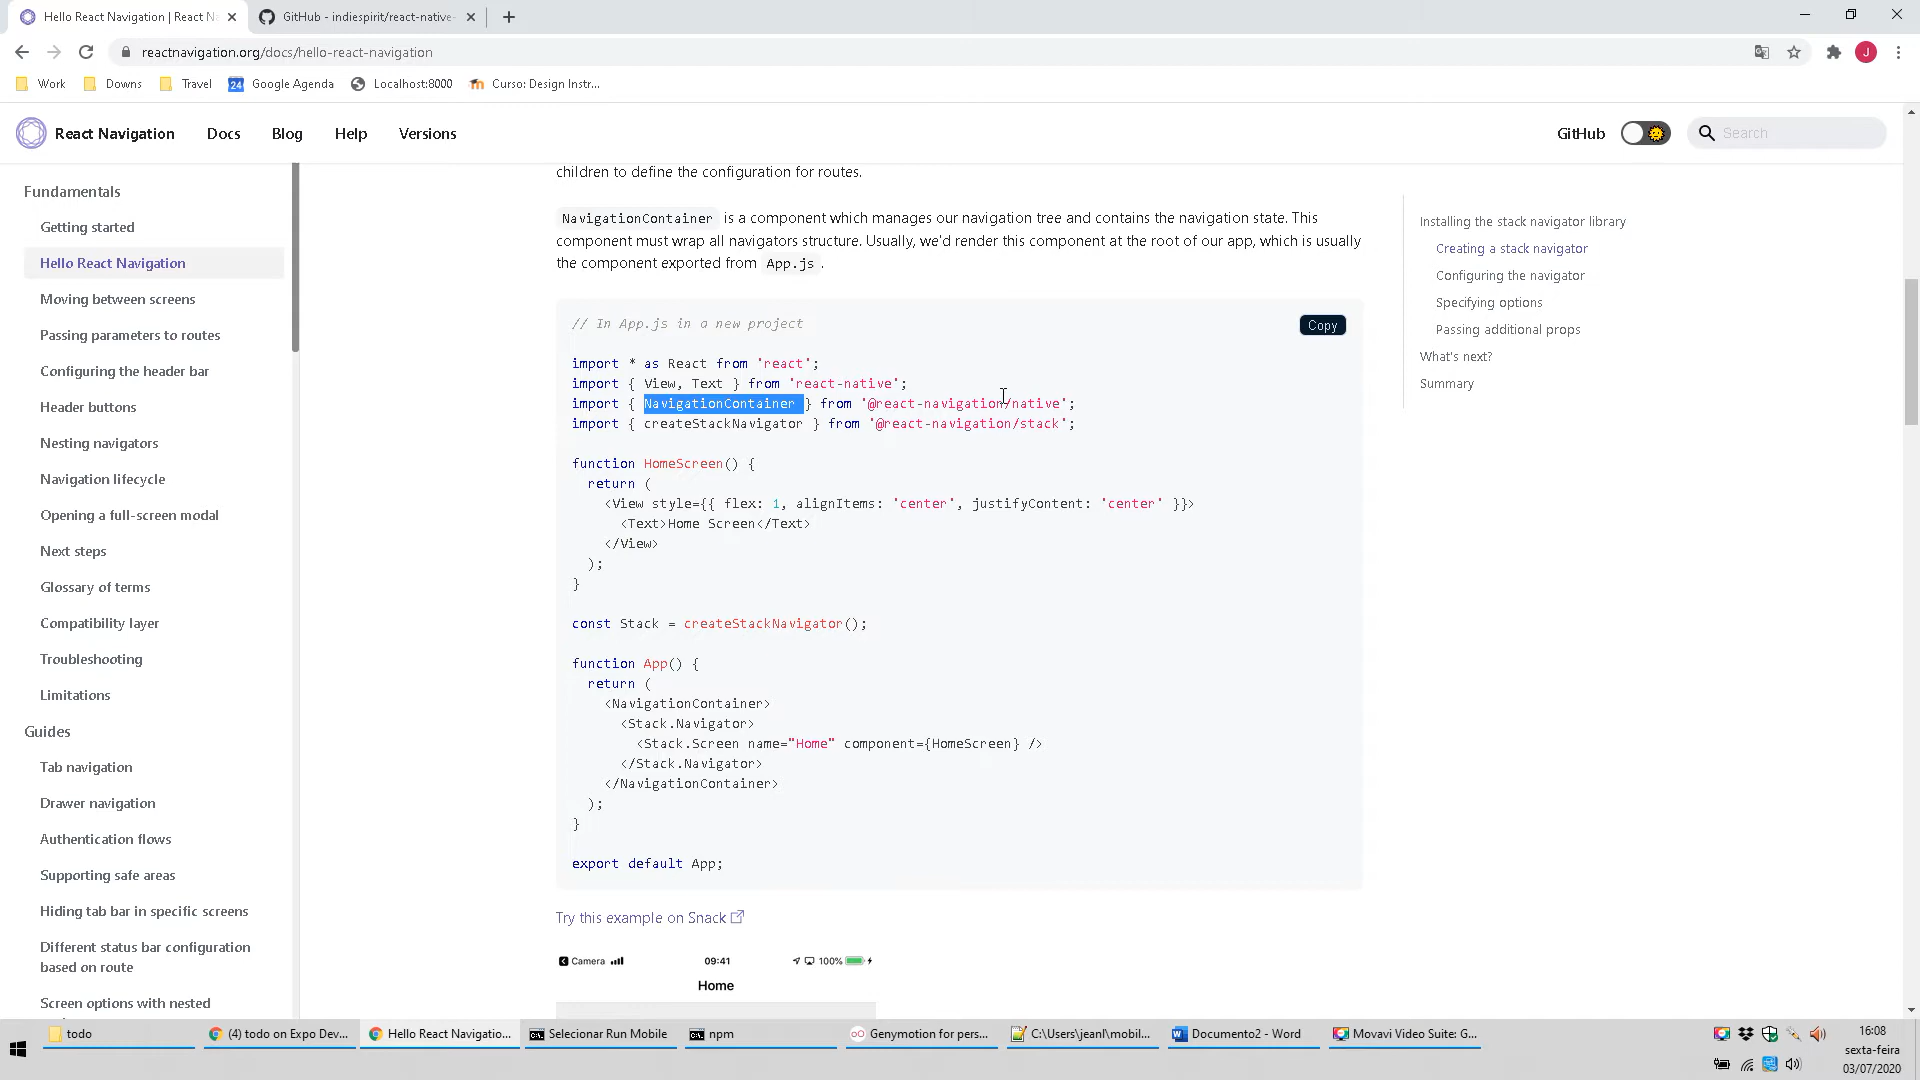 Hello React Navigation | React Na
GitHub - indiespirit/react-native-
reactnavigation.org/docs/hello-react-navigation
J
Work
Downs
Travel
24
Google Agenda
Localhost:8000
Curso: Design Instr...
React Navigation
Docs
Blog
Help
Versions
GitHub
Search
Fundamentals
Getting started
Hello React Navigation
Moving between screens
Passing parameters to routes
Configuring the header bar
Header buttons
Nesting navigators
Navigation lifecycle
Opening a full-screen modal
Next steps
Glossary of terms
Compatibility layer
Troubleshooting
Limitations
Guides
Tab navigation
Drawer navigation
Authentication flows
Supporting safe areas
Hiding tab bar in specific screens
Different status bar configuration
based on route
Screen options with nested
children to define the configuration for routes.
NavigationContainer is a component which manages our navigation tree and contains the navigation state. This
component must wrap all navigators structure. Usually, we'd render this component at the root of our app, which is usually
the component exported from App.js .
// In App.js in a new project
Copy
import * as React from 'react';
import { View, Text } from 'react-native';
import { NavigationContainer } from '@react-navigation/native';
import { createStackNavigator } from '@react-navigation/stack';
function HomeScreen() {
return (
<View style={{ flex: 1, alignItems: 'center', justifyContent: 'center' }}>
<Text>Home Screen</Text>
</View>
);
}
const Stack = createStackNavigator();
function App() {
return (
<NavigationContainer>
<Stack.Navigator>
<Stack.Screen name="Home" component={HomeScreen} />
</Stack.Navigator>
</NavigationContainer>
);
}
export default App;
Try this example on Snack
Camera
09:41
100%
Home
Installing the stack navigator library
Creating a stack navigator
Configuring the navigator
Specifying options
Passing additional props
What's next?
Summary
todo
(4) todo on Expo Dev...
Hello React Navigatio...
Selecionar Run Mobile
npm
Genymotion for pers...
C:\Users\jeanl\mobil...
Documento2 - Word
Movavi Video Suite: G...
16:08
sexta-feira
03/07/2020